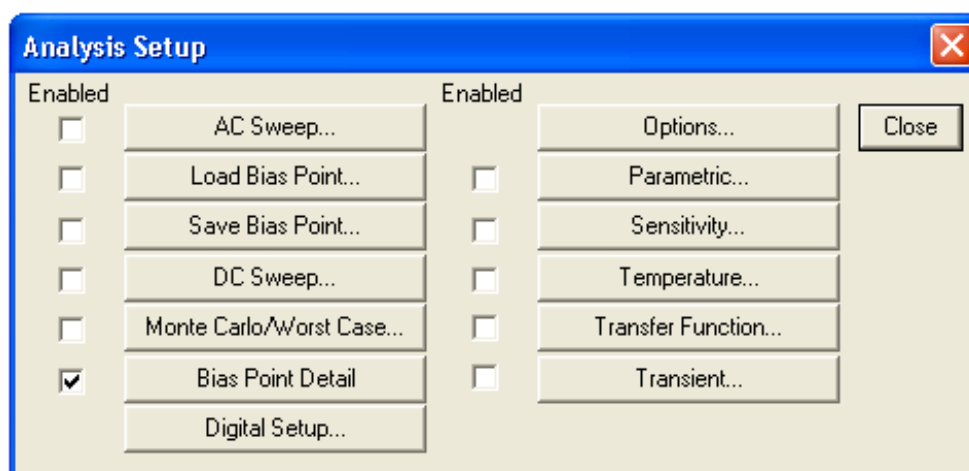 Analysis Setup
Enabled
Enabled
AC Sweep...
Options...
Close
Load Bias Point...
Parametric...
Save Bias Point...
Sensitivity...
DC Sweep...
Temperature...
Monte Carlo/Worst Case...
Transfer Function...
Bias Point Detail
Transient...
Digital Setup...